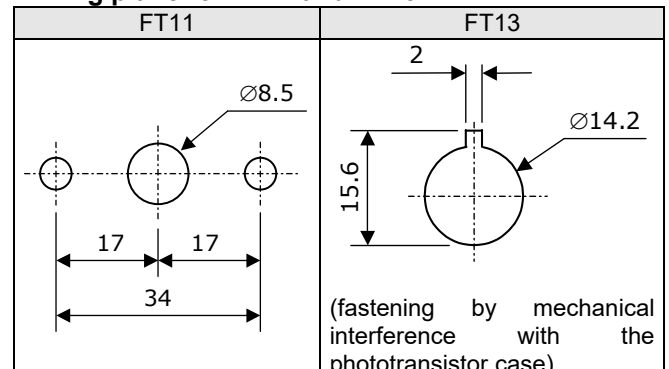 FT11
FT13
⌀8.5
17
17
34
2
⌀14.2
15.6
(fastening by mechanical
interference with the
phototransistor case)